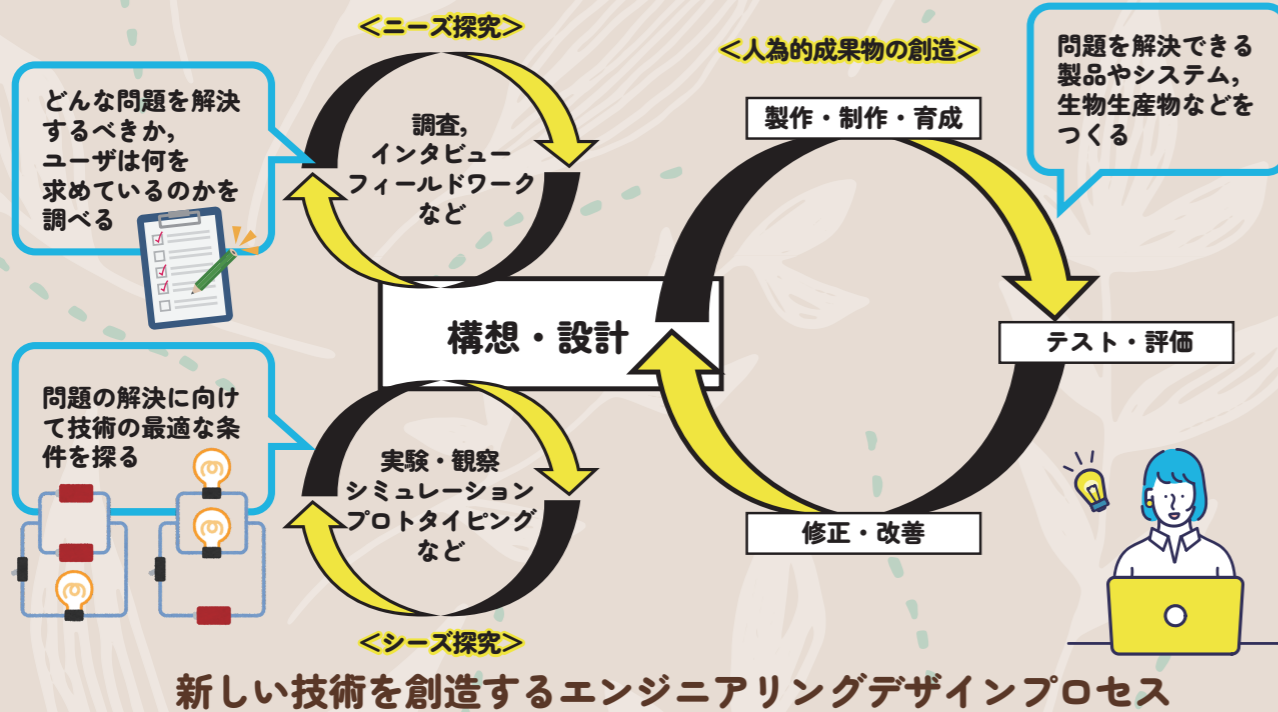 ＜ニーズ探究＞
どんな問題を解決
するべきか,
ユーザは何を
求めているのかを
調べる
調査,
インタビュー
フィールドワーク
など
構想・設計
問題の解決に向け
て技術の最適な条
件を探る
実験・観察
シミュレーション
プロトタイピング
など
＜シーズ探究＞
＜人為的成果物の創造＞
製作・制作・育成
問題を解決できる
製品やシステム,
生物生産物などを
つくる
テスト・評価
修正・改善
新しい技術を創造するエンジニアリングデザインプロセス